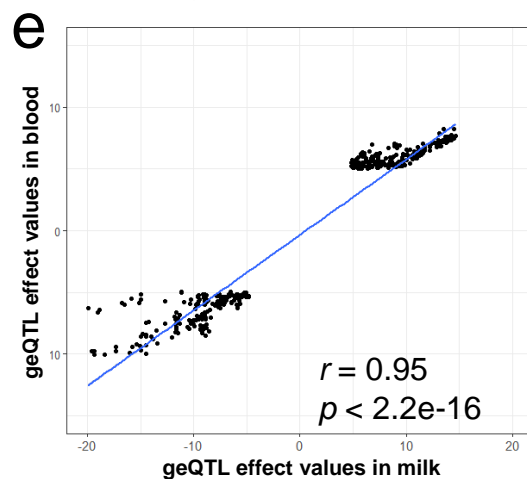 e
geQTL effect values in blood
10
0
10
r = 0.95
p < 2.2e-16
-20 -10 0 10 20
geQTL effect values in milk